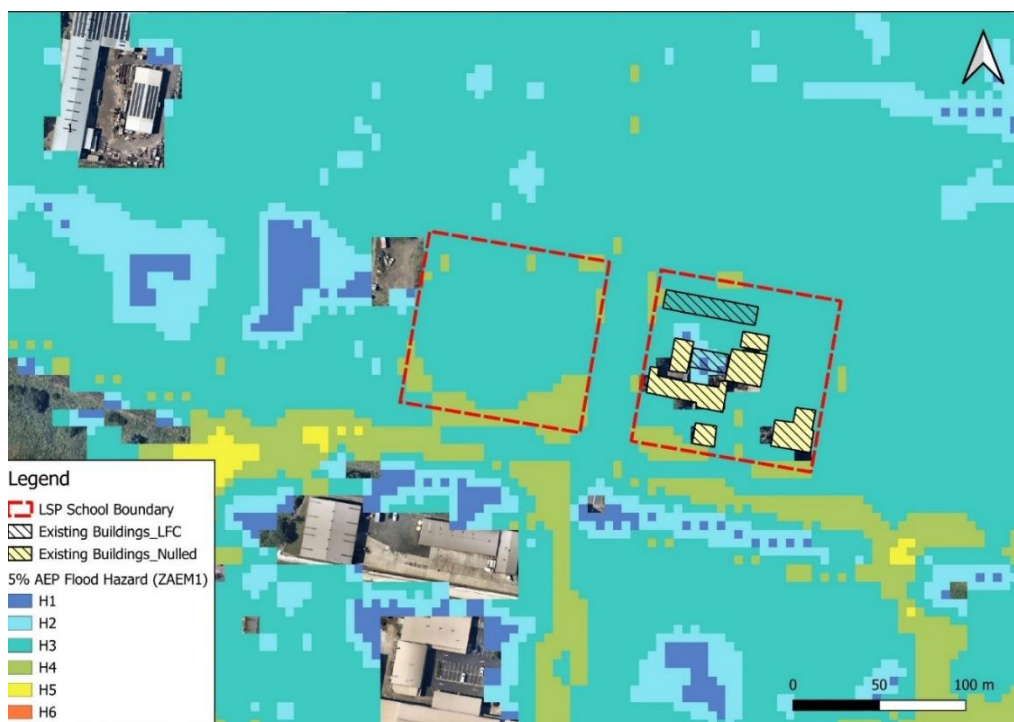 Legend
LSP School Boundary
Existing Buildings_LFC
Existing Buildings_Nulled
5% AEP Flood Hazard (ZAEM1)
H1
H2
H3
H4
H5
H6
0 50 100 m